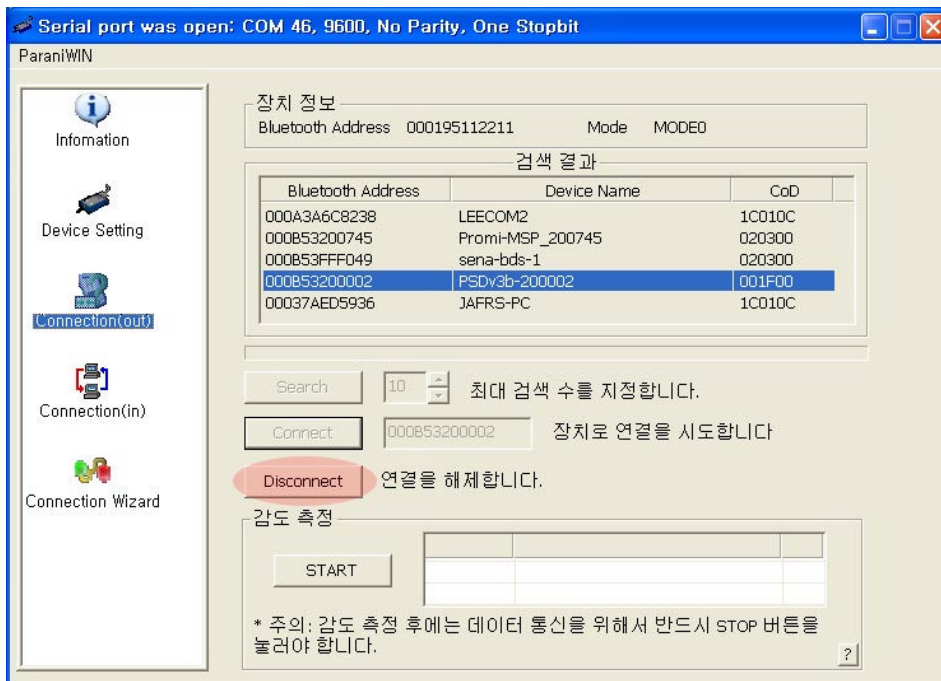 Serial port was open: COM 46, 9600, No Parity, One Stopbit
ParaniWIN
Infomation
Device Setting
Connection(out)
Connection(in)
Connection Wizard
장치 정보
Bluetooth Address 000195112211 Mode MODE0
검색 결과
Bluetooth Address Device Name CoD
000A3A6C8238 LEECOM2 1C010C
000B53200745 Promi-MSP_200745 020300
000B53FFF049 sena-bds-1 020300
000B53200002 PSDv3b-200002 001F00
00037AED5936 JAFRS-PC 1C010C
Search 10 최대 검색 수를 지정합니다.
Connect 000B53200002 장치로 연결을 시도합니다
Disconnect 연결을 해제합니다.
감도 측정
START
* 주의: 감도 측정 후에는 데이터 통신을 위해서 반드시 STOP 버튼을
눌러야 합니다.
?